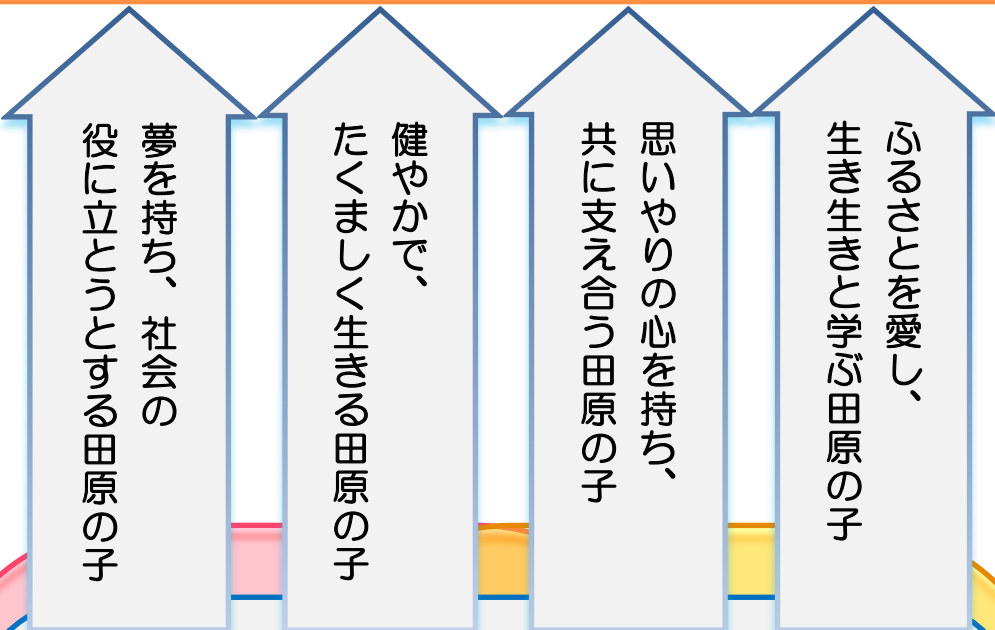 ふるさとを愛し、
生き生きと学ぶ田原の子
思いやりの心を持ち、
共に支え合う田原の子
健やかで、
たくましく生きる田原の子
夢を持ち、社会の
役に立とうとする田原の子